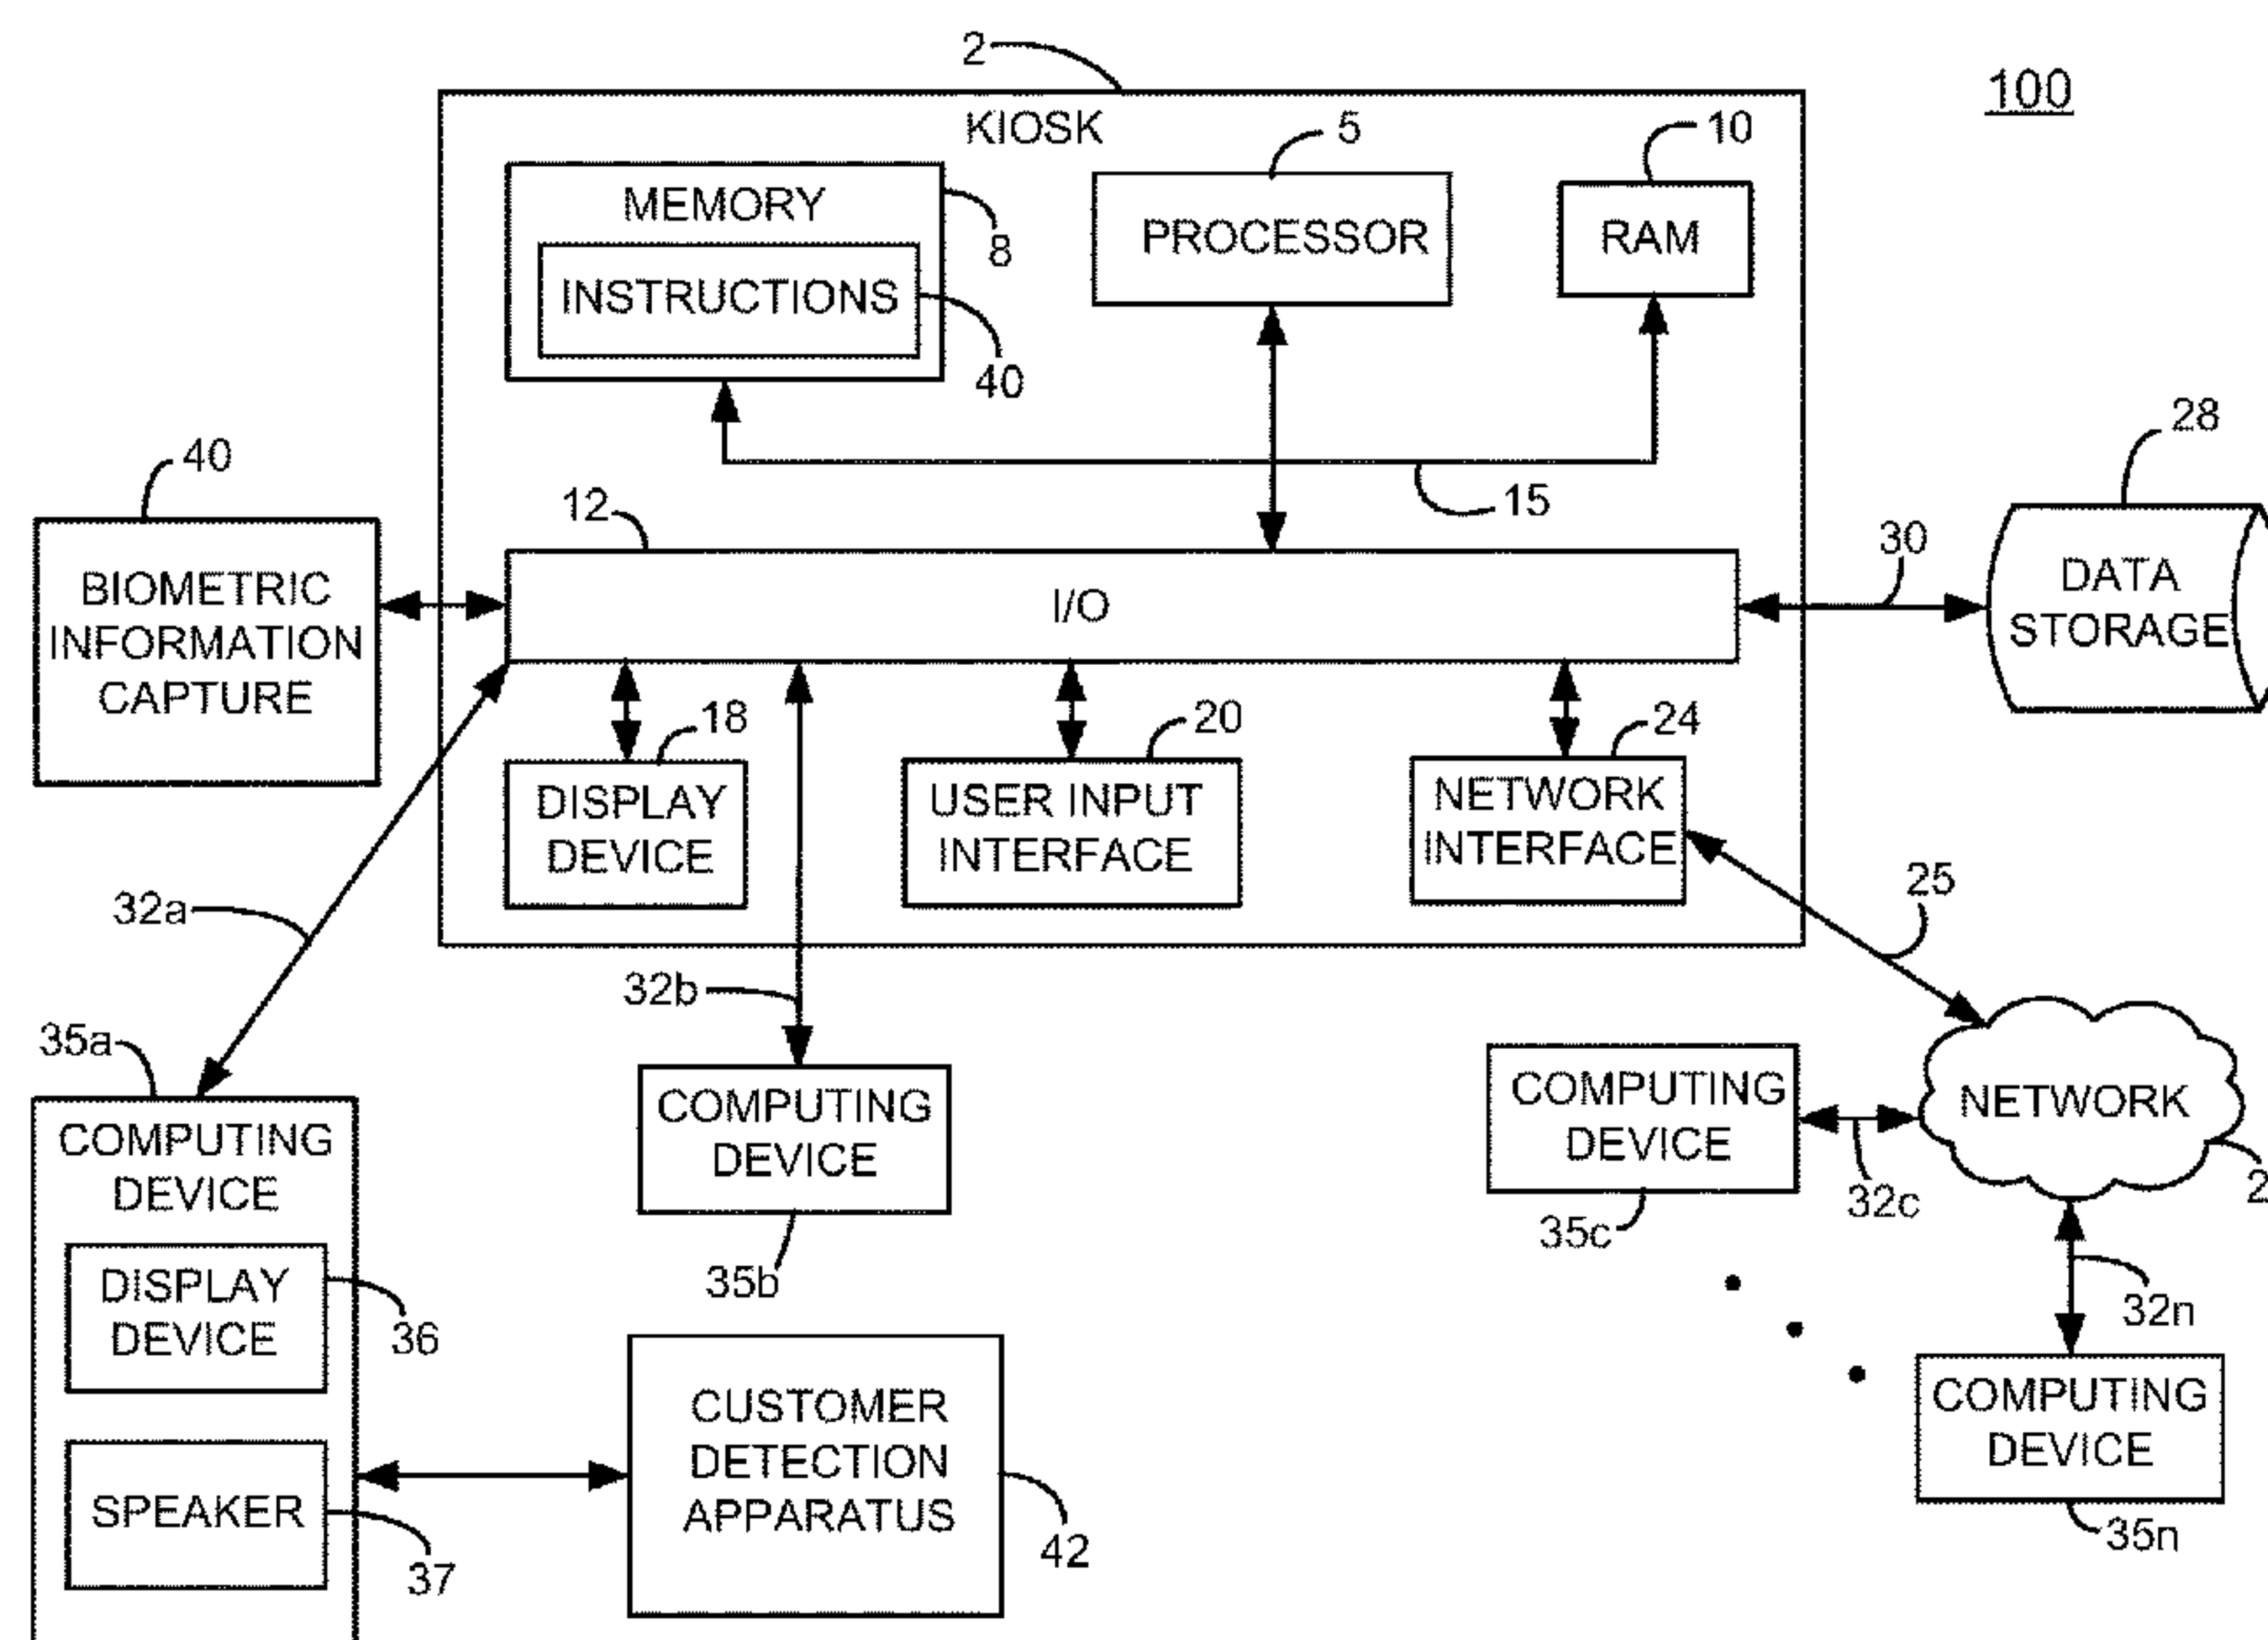 2
100
KIOSK
5
10
MEMORY
8
PROCESSOR
RAM
INSTRUCTIONS
40
28
40
12
15
30
BIOMETRIC
INFORMATION
CAPTURE
I/O
DATA
STORAGE
18
20
24
DISPLAY
DEVICE
USER INPUT
INTERFACE
NETWORK
INTERFACE
32a
25
32b
35a
COMPUTING
DEVICE
COMPUTING
DEVICE
COMPUTING
DEVICE
NETWORK
32c
35c
35b
DISPLAY
DEVICE
36
32n
CUSTOMER
DETECTION
APPARATUS
COMPUTING
DEVICE
SPEAKER
37
42
35n